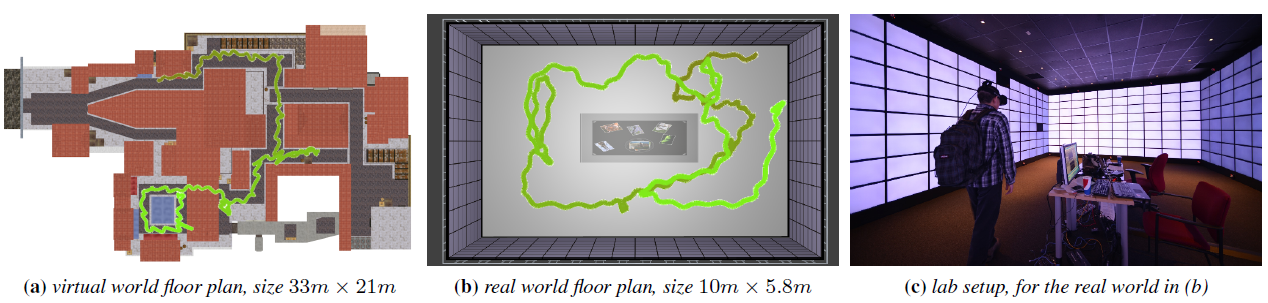 (a) virtual world floor plan, size 33m × 21m
(b) real world floor plan, size 10m × 5.8m
(c) lab setup, for the real world in (b)